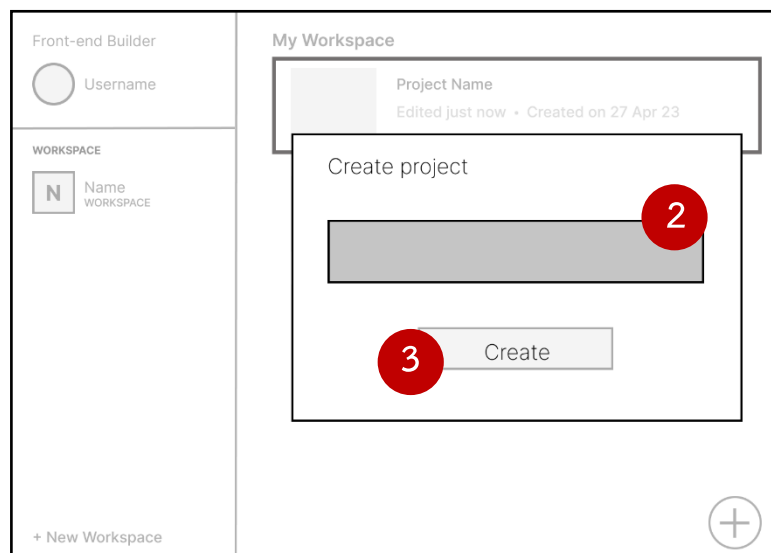 Front-end Builder
Username
WORKSPACE
N
Name
WORKSPACE
+ New Workspace
My Workspace
Project Name
Edited just now • Created on 27 Apr 23
Create project
2
3
Create